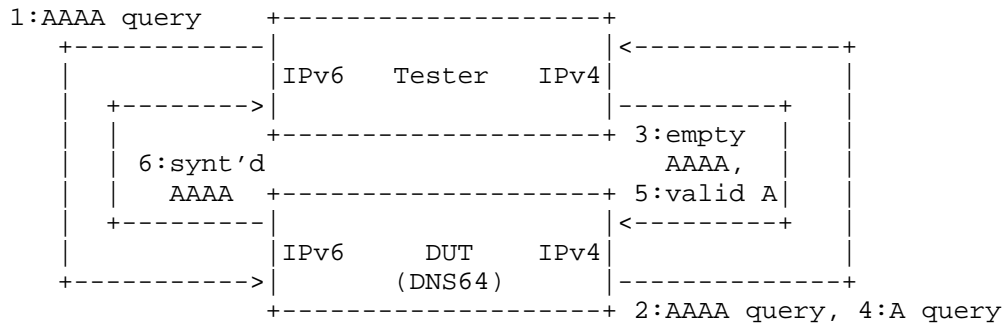 1:AAAA query
IPv6 Tester IPv4
3:empty
6:synt'd AAAA,
AAAA 5:valid A
IPv6 DUT IPv4
(DNS64)
2:AAAA query, 4:A query